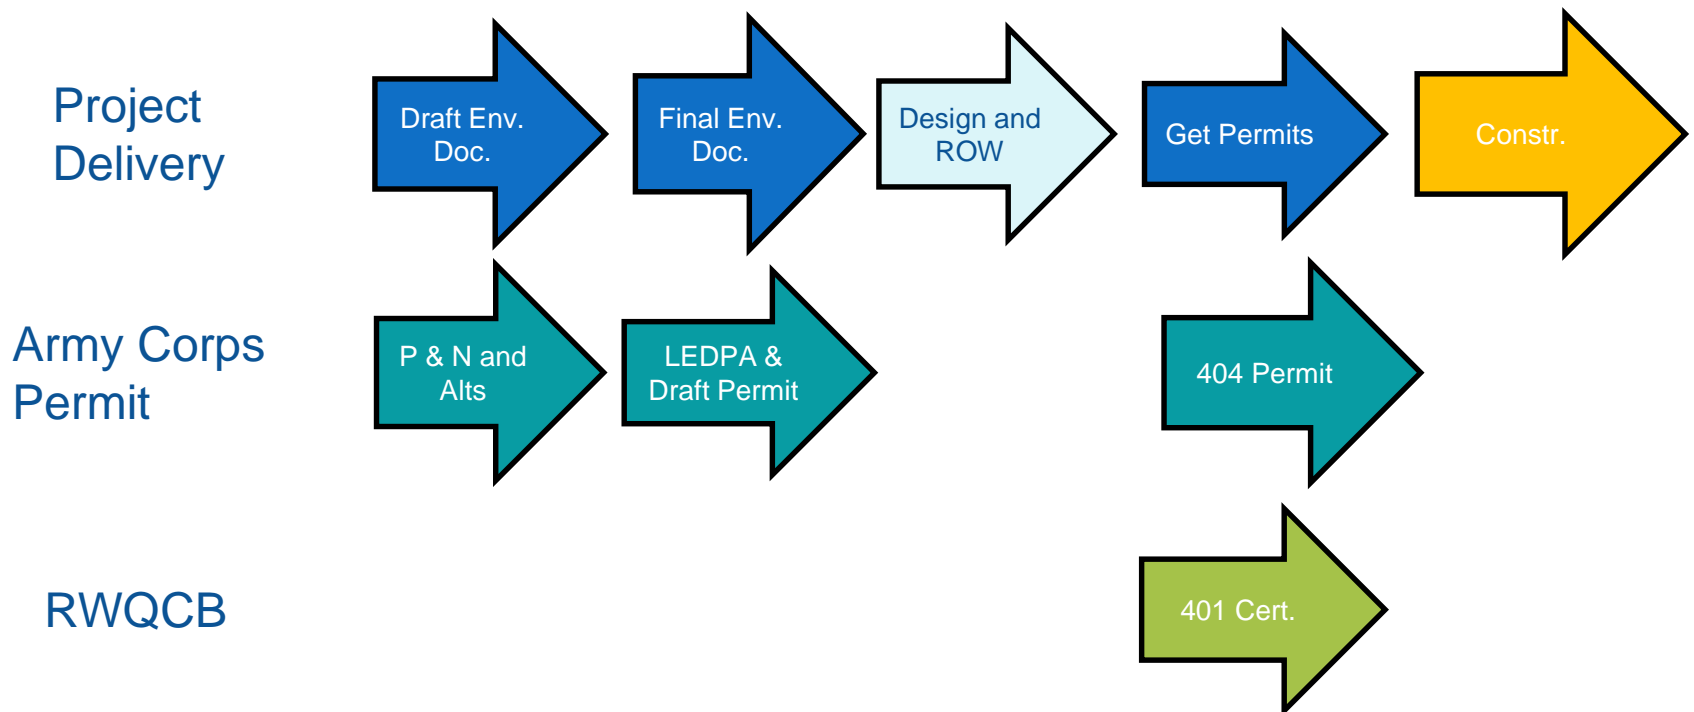 Project
Delivery
Draft Env.
Doc.
Final Env.
Doc.
Design and
ROW
Get Permits
Constr.
Army Corps
Permit
P & N and
Alts
LEDPA &
Draft Permit
404 Permit
RWQCB
401 Cert.